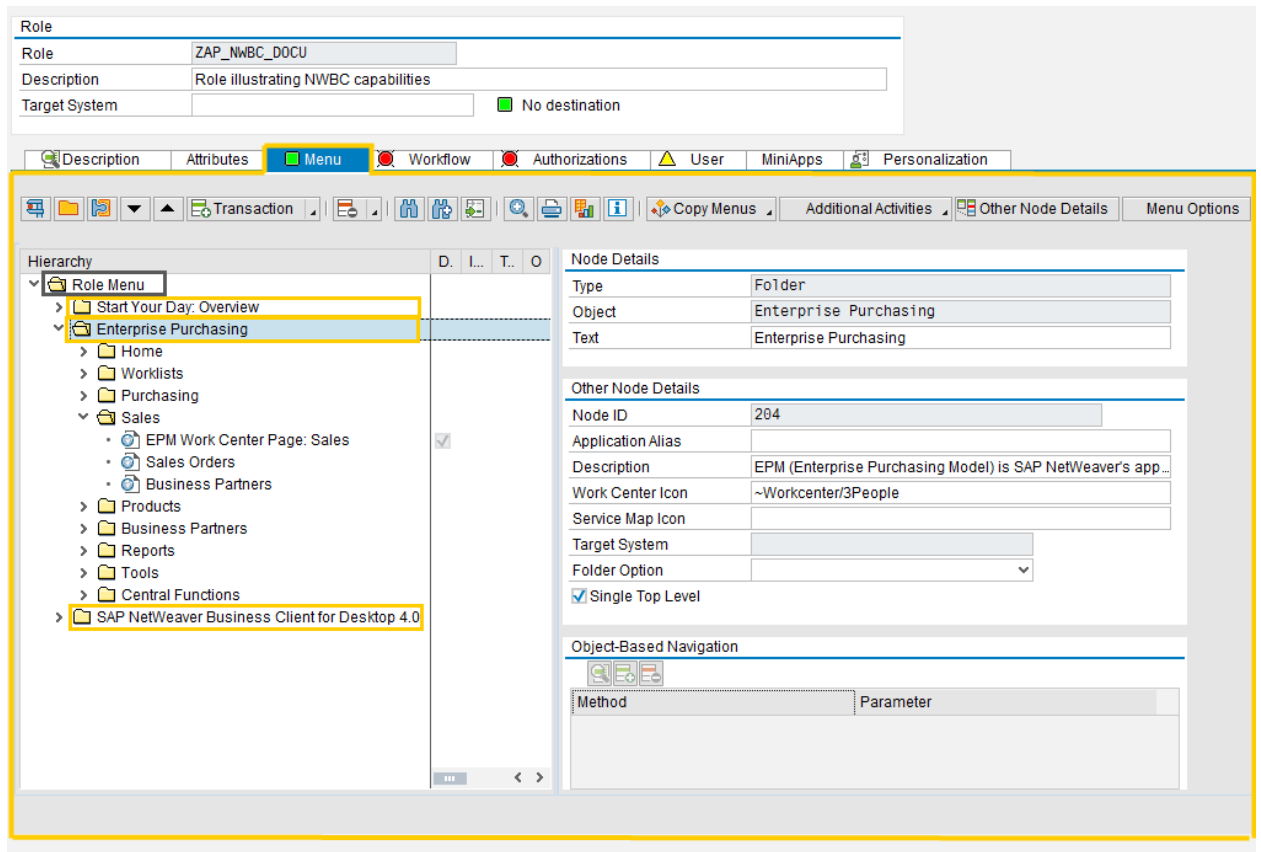 Role
Role ZAP_NWBC_DOCU
Description Role illustrating NWBC capabilities
Target System No destination
Description Attributes Menu Workflow Authorizations User MiniApps Personalization
Transaction Copy Menus Additional Activities Other Node Details Menu Options
Hierarchy D. I... T.. O
Role Menu
Start Your Day: Overview
Enterprise Purchasing
Home
Worklists
Purchasing
Sales
EPM Work Center Page: Sales
Sales Orders
Business Partners
Products
Business Partners
Reports
Tools
Central Functions
SAP NetWeaver Business Client for Desktop 4.0
Node Details
Type Folder
Object Enterprise Purchasing
Text Enterprise Purchasing
Other Node Details
Node ID 204
Application Alias
Description EPM (Enterprise Purchasing Model) is SAP NetWeaver's app...
Work Center Icon ~Workcenter/3People
Service Map Icon
Target System
Folder Option
Single Top Level
Object-Based Navigation
Method Parameter